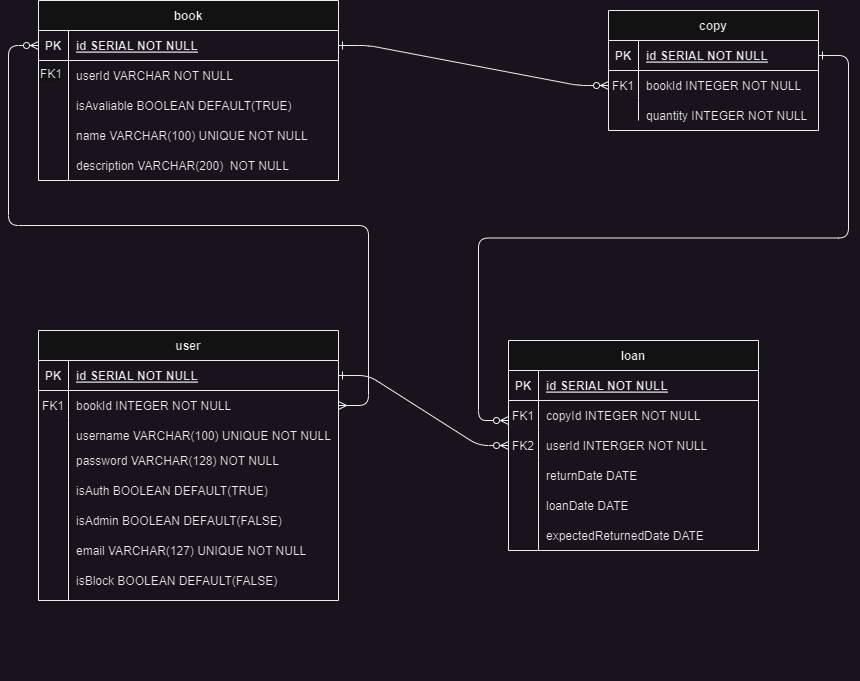 book
PK id SERIAL NOT NULL
FK1 userId VARCHAR NOT NULL
isAvaliable BOOLEAN DEFAULT(TRUE)
name VARCHAR(100) UNIQUE NOT NULL
description VARCHAR(200) NOT NULL
copy
PK id SERIAL NOT NULL
FK1 bookId INTEGER NOT NULL
quantity INTEGER NOT NULL
user
PK id SERIAL NOT NULL
FK1 bookId INTEGER NOT NULL
username VARCHAR(100) UNIQUE NOT NULL
password VARCHAR(128) NOT NULL
isAuth BOOLEAN DEFAULT(TRUE)
isAdmin BOOLEAN DEFAULT(FALSE)
email VARCHAR(127) UNIQUE NOT NULL
isBlock BOOLEAN DEFAULT(FALSE)
loan
PK id SERIAL NOT NULL
FK1 copyId INTEGER NOT NULL
FK2 userId INTERGER NOT NULL
returnDate DATE
loanDate DATE
expectedReturnedDate DATE